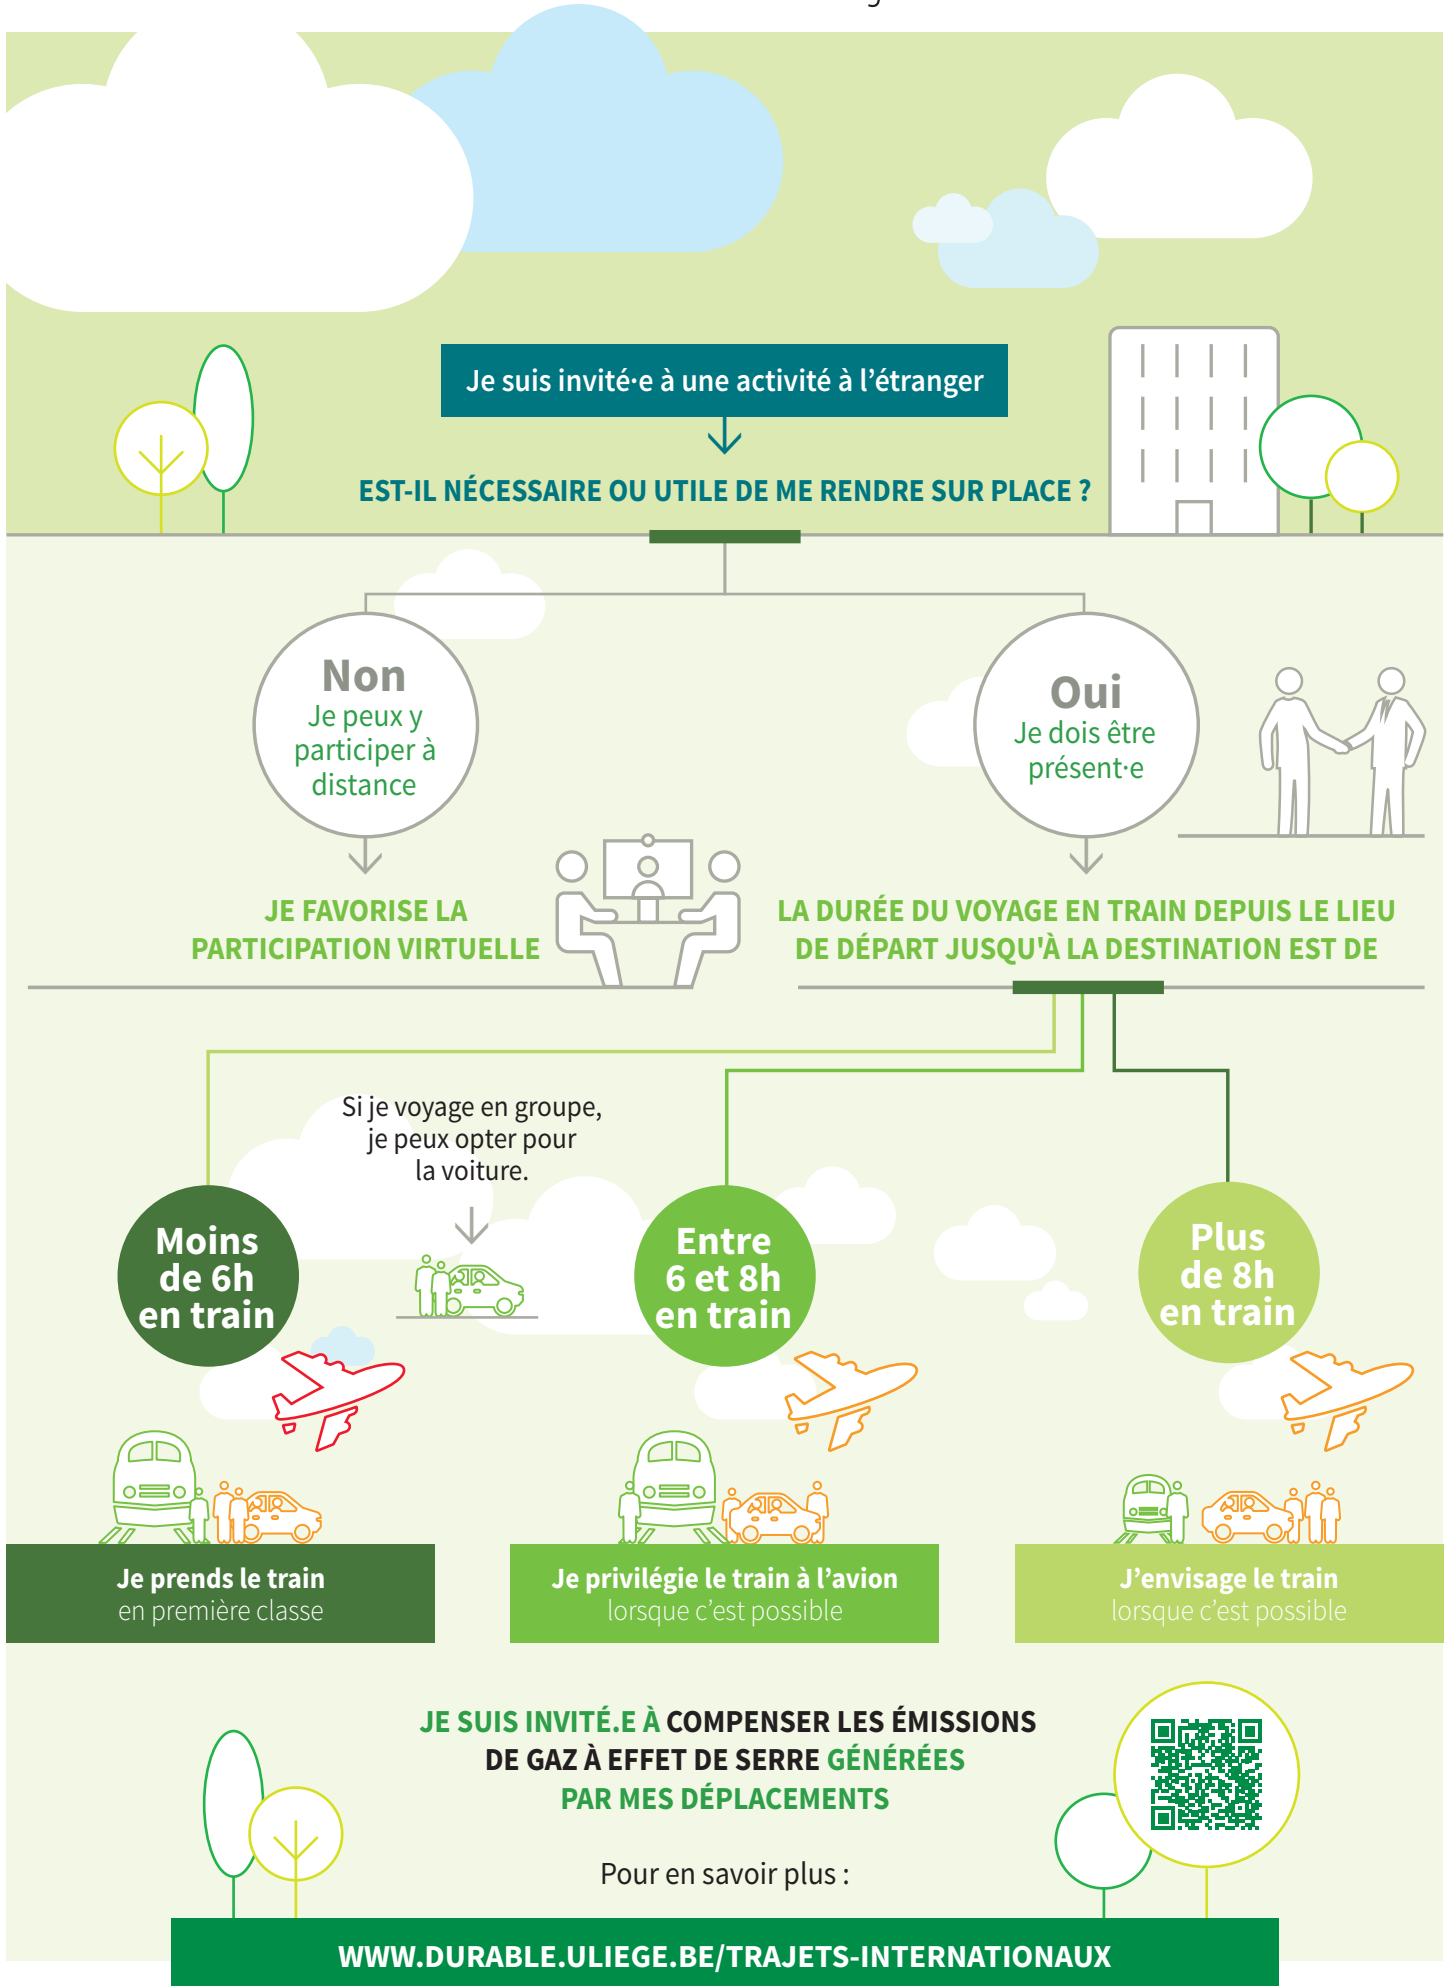 Je suis invité·e à une activité à l’étranger
EST-IL NÉCESSAIRE OU UTILE DE ME RENDRE SUR PLACE ?
Non
Je peux y
participer à
distance
Oui
Je dois être
présent·e
JE FAVORISE LA
PARTICIPATION VIRTUELLE
LA DURÉE DU VOYAGE EN TRAIN DEPUIS LE LIEU
DE DÉPART JUSQU'À LA DESTINATION EST DE
Si je voyage en groupe,
je peux opter pour
la voiture.
Moins
de 6h
en train
Entre
6 et 8h
en train
Plus
de 8h
en train
Je prends le train
en première classe
Je privilégie le train à l’avion
lorsque c’est possible
J’envisage le train
lorsque c’est possible
JE SUIS INVITÉ.E À COMPENSER LES ÉMISSIONS
DE GAZ À EFFET DE SERRE GÉNÉRÉES
PAR MES DÉPLACEMENTS
Pour en savoir plus :
WWW.DURABLE.ULIEGE.BE/TRAJETS-INTERNATIONAUX